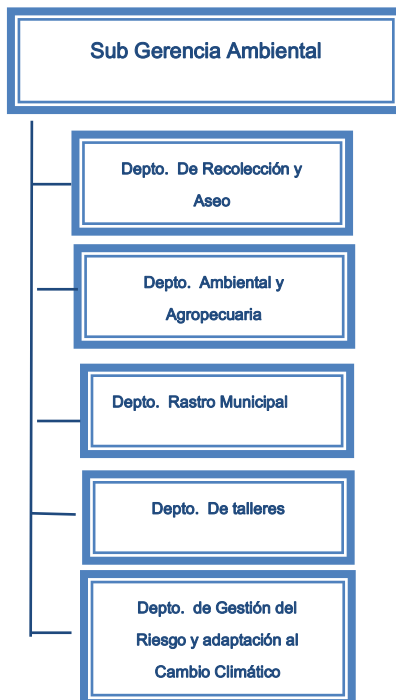 Sub Gerencia Ambiental
Depto. De Recolección y
Aseo
Depto. Ambiental y
Agropecuaria
Depto. Rastro Municipal
Depto. De talleres
Depto. de Gestión del
Riesgo y adaptación al
Cambio Climático